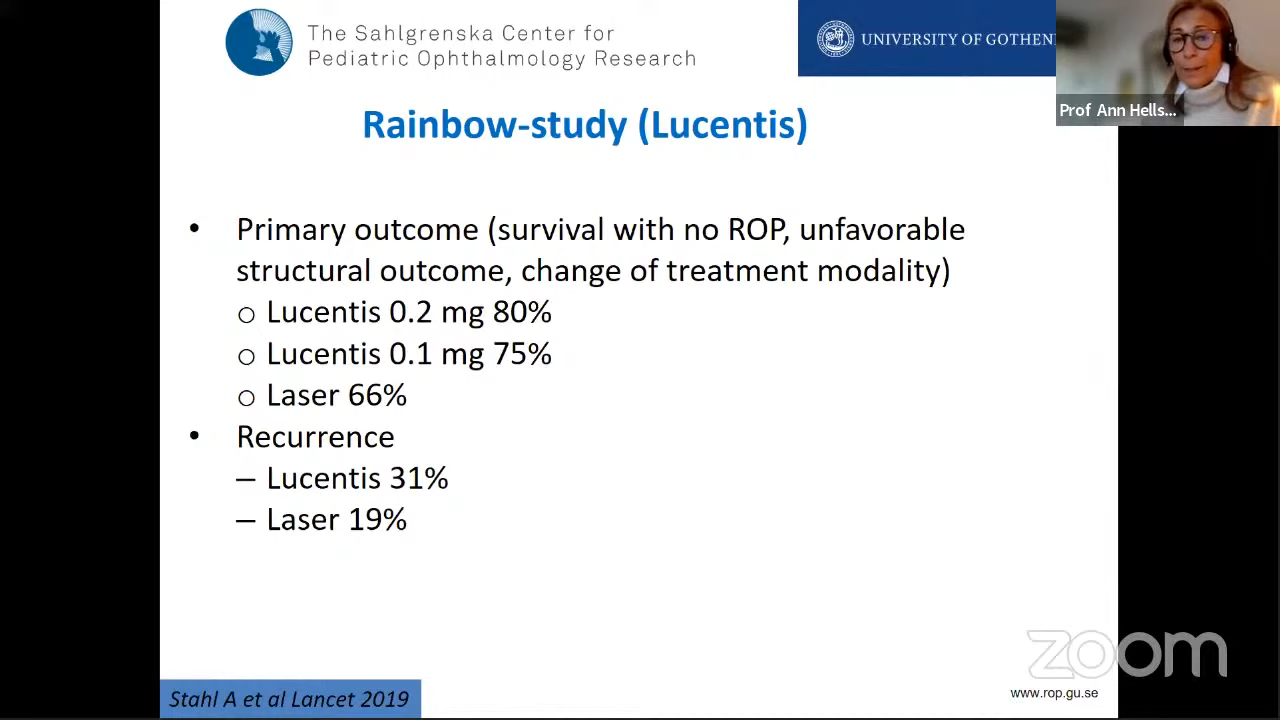 The Sahlgrenska Center for
Pediatric Ophthalmology Research
UNIVERSITY OF GOTHEN
Prof Ann Hells...
Rainbow-study (Lucentis)
• Primary outcome (survival with no ROP, unfavorable
structural outcome, change of treatment modality)
o Lucentis 0.2 mg 80%
o Lucentis 0.1 mg 75%
o Laser 66%
• Recurrence
– Lucentis 31%
– Laser 19%
zoom
www.rop.gu.se
Stahl A et al Lancet 2019